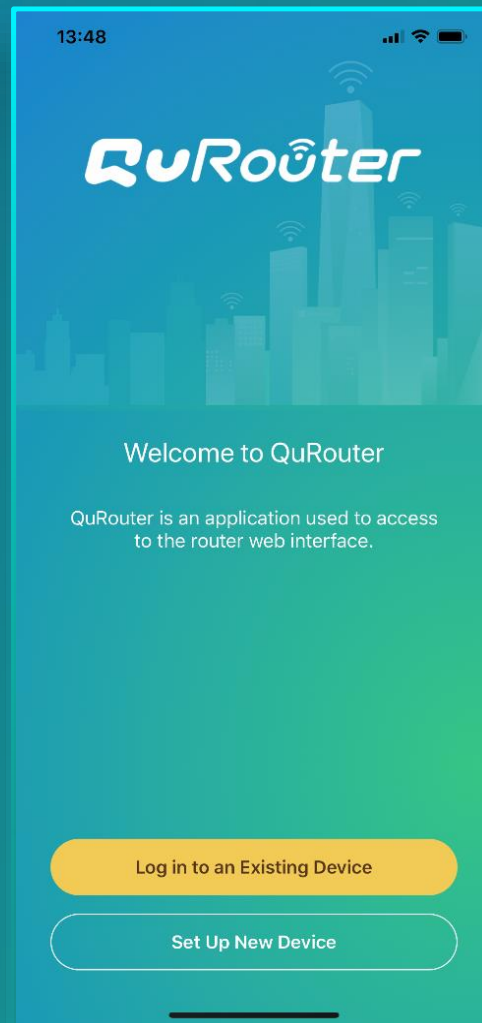 13:48
QuRouter
Welcome to QuRouter
QuRouter is an application used to access
to the router web interface.
Log in to an Existing Device
Set Up New Device